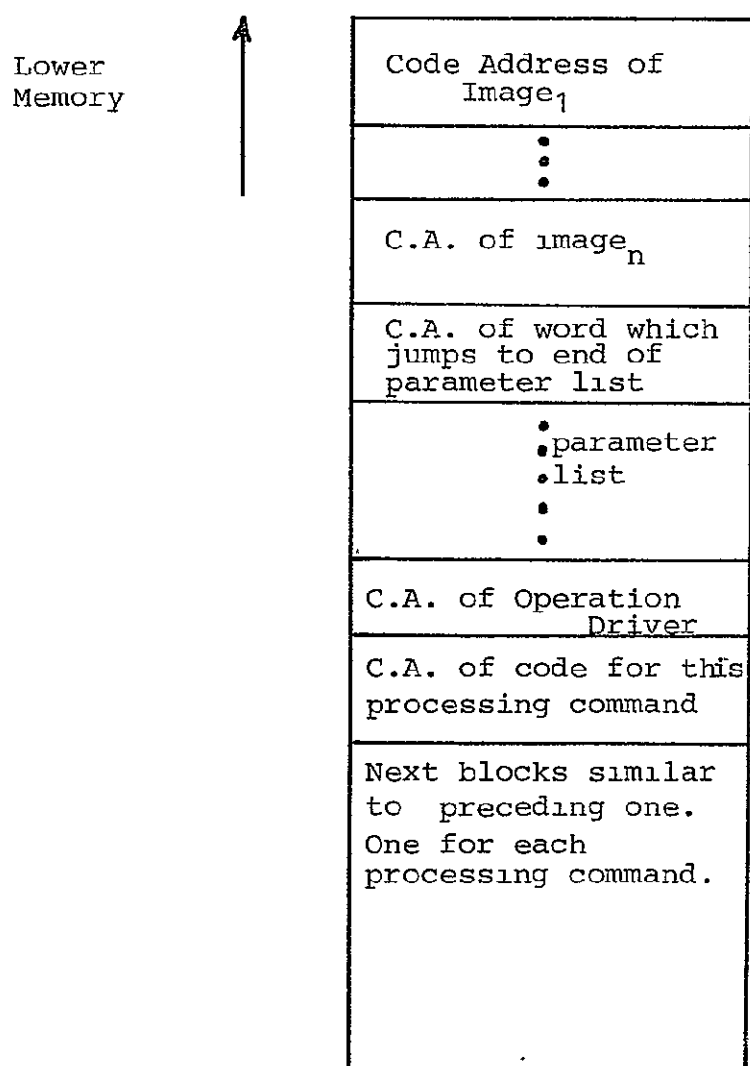 Lower
Memory
Code Address of
Image1
C.A. of image n
C.A. of word which
jumps to end of
parameter list
parameter
list
C.A. of Operation
Driver
C.A. of code for this
processing command
Next blocks similar
to preceding one.
One for each
processing command.